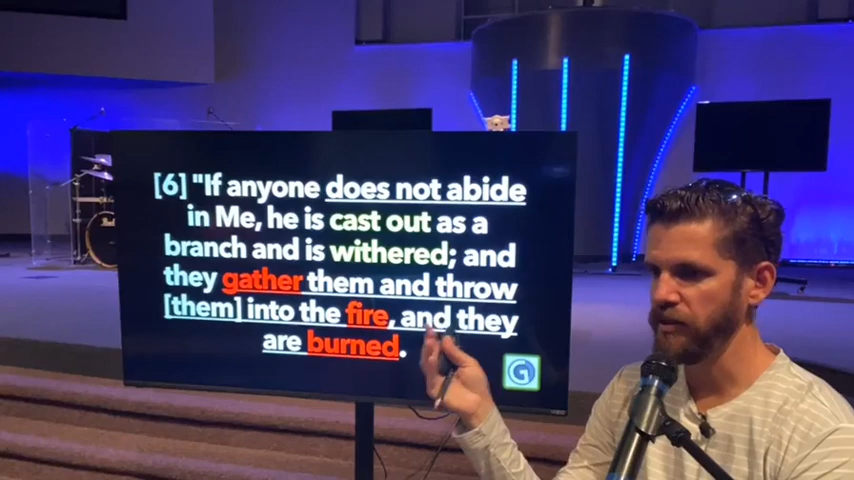 [6] "If anyone does not abide
in Me, he is cast out as a
branch and is withered; and
they gather them and throw
[them] into the fire, and they
are burned.
G